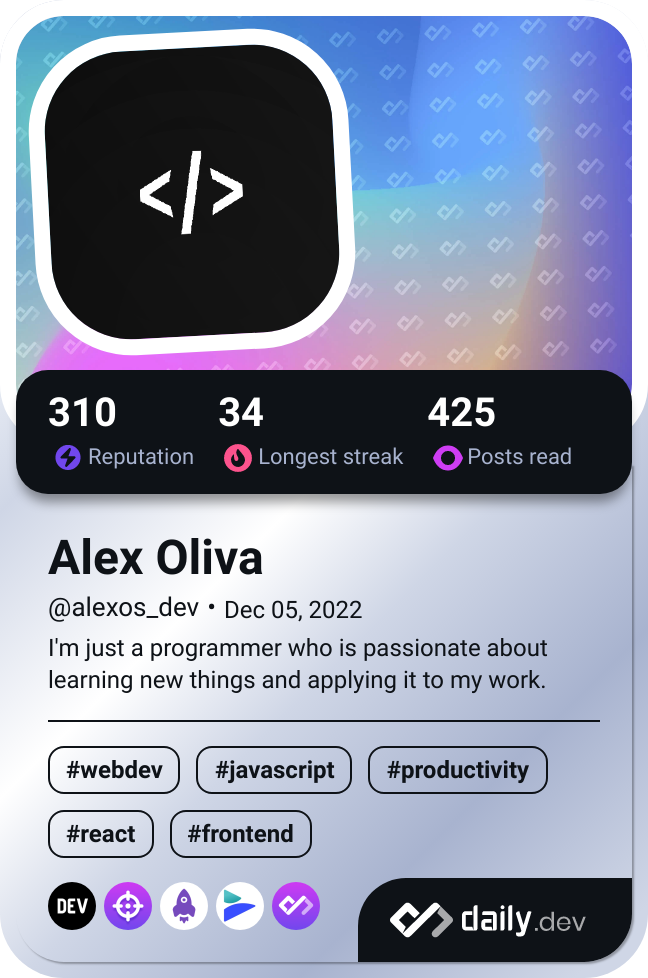 </>
310 34 425
Reputation Longest streak Posts read
Alex Oliva
@alexos_dev • Dec 05, 2022
I'm just a programmer who is passionate about
learning new things and applying it to my work.
#webdev #javascript #productivity
#react #frontend
DEV
daily.dev